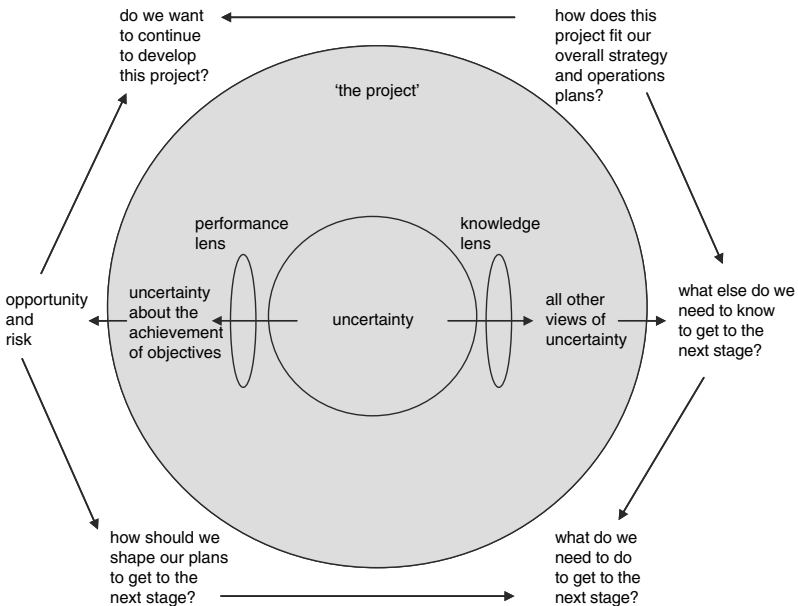 do we want
to continue
to develop
this project?
how does this
project fit our
overall strategy
and operations
plans?
'the project'
performance
lens
knowledge
lens
opportunity
and
risk
uncertainty
about the
achievement
of objectives
uncertainty
all other
views of
uncertainty
what else do we
need to know
to get to the
next stage?
how should we
shape our plans
to get to the
next stage?
what do we
need to do
to get to the
next stage?